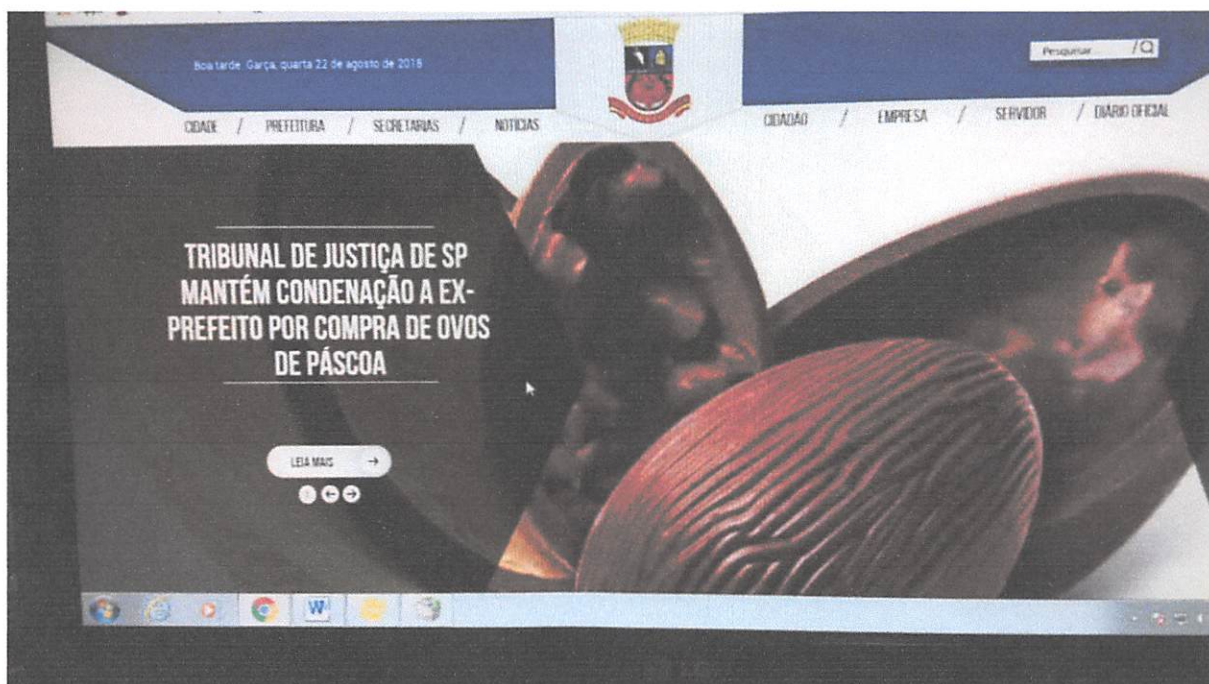 Boa tarde. Garça, quarta 22 de agosto de 2018
Pesquisar...
CIDADE / PREFEITURA / SECRETARIAS / NOTÍCIAS
CIDADÃO / EMPRESA / SERVIDOR / DIÁRIO OFICIAL
TRIBUNAL DE JUSTIÇA DE SP
MANTÉM CONDENAÇÃO A EX-
PREFEITO POR COMPRA DE OVOS
DE PÁSCOA
LEIA MAIS
W